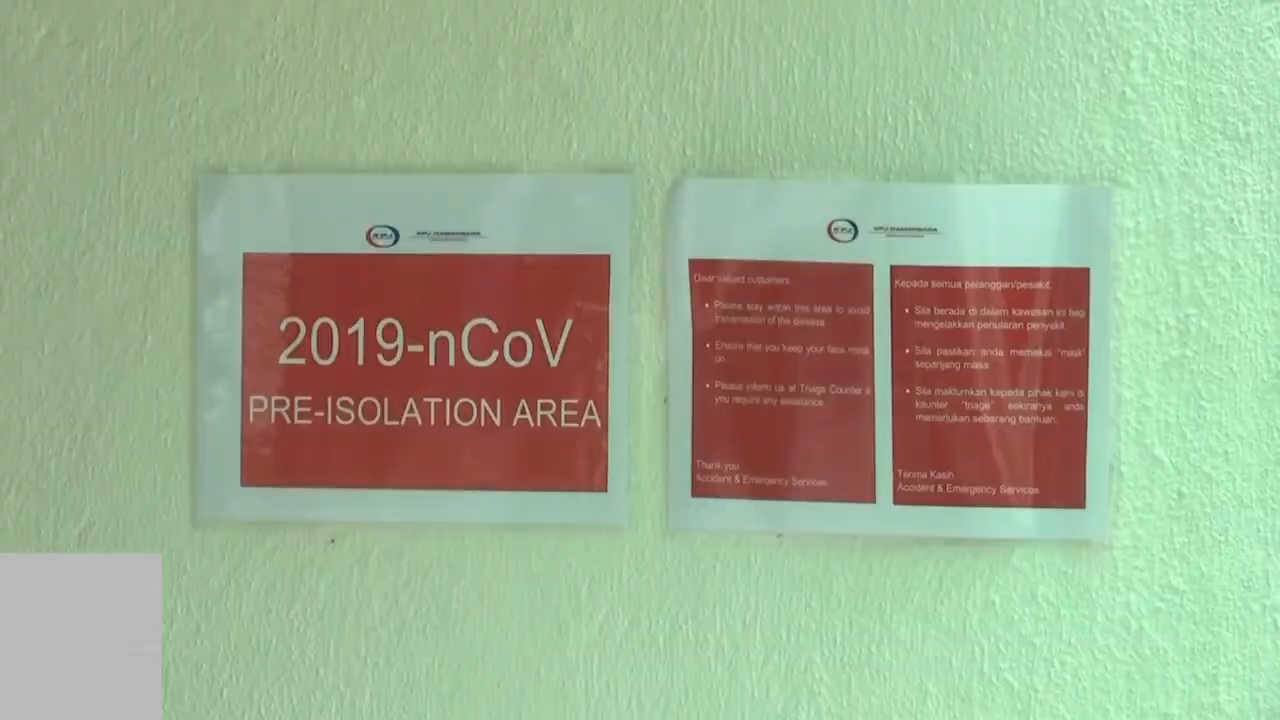 KPJ
2019-nCoV
PRE-ISOLATION AREA
KPJ
Dear valued customers
• Please stay within this area to avoid
transmission of the disease
• Ensure that you keep your face mask
on.
• Please inform us at Triage Counter if
you require any assistance
Thank you
Accident & Emergency Services
Kepada semua pelanggan/pesakit,
• Sila berada di dalam kawasan ini bagi
mengelakkan penularan penyakit.
• Sila pastikan anda memakai "mask"
sepanjang masa
• Sila maklumkan kepada pihak kami di
kaunter "triage" sekiranya anda
memerlukan sebarang bantuan.
Terima Kasih
Accident & Emergency Services